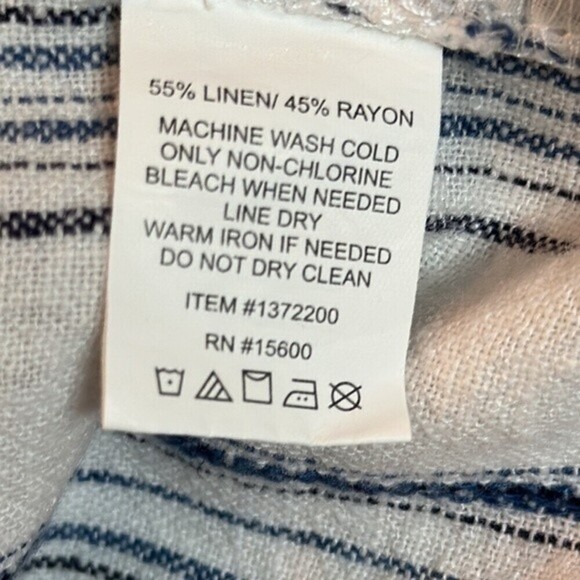 55% LINEN/ 45% RAYON
MACHINE WASH COLD
ONLY NON-CHLORINE
BLEACH WHEN NEEDED
LINE DRY
WARM IRON IF NEEDED
DO NOT DRY CLEAN
ITEM #1372200
RN #15600